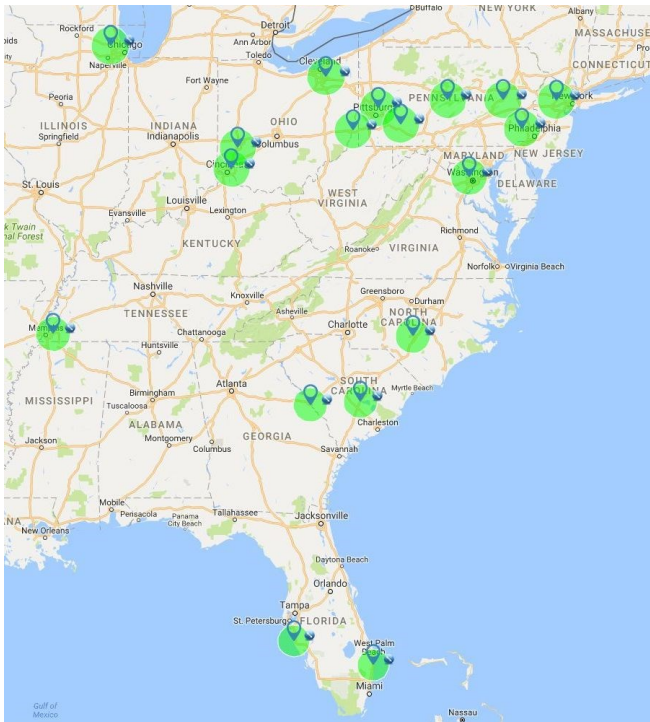 Buffalo
NEW YORK
Albany
Rockford
Detroit
MASSACHUSE
Chicago
Ann Arbor
Cleveland
CONNECTICUT
Naperville
Toledo
Fort Wayne
PENNSYLVANIA
New York
Peoria
Pittsburgh
OHIO
ILLINOIS
INDIANA
Philadelphia
Springfield
Indianapolis
Columbus
NEW JERSEY
MARYLAND
Cincinnati
Washington
DELAWARE
St. Louis
WEST
VIRGINIA
Louisville
Evansville
Lexington
k Twain
nal Forest
Richmond
KENTUCKY
Roanoke
VIRGINIA
Norfolk
Virginia Beach
Nashville
Greensboro
Knoxville
Durham
TENNESSEE
Asheville
NORTH
CAROLINA
Memphis
Chattanooga
Charlotte
Huntsville
Atlanta
SOUTH
CAROLINA
Myrtle Beach
MISSISSIPPI
Birmingham
Tuscaloosa
Charleston
ALABAMA
GEORGIA
Jackson
Montgomery
Columbus
Savannah
Mobile
Tallahassee
Jacksonville
ANA
Pensacola
Panama
City Beach
New Orleans
Daytona Beach
Orlando
Tampa
St. Petersburg
FLORIDA
West Palm
Beach
Miami
Gulf of
Mexico
Nassau